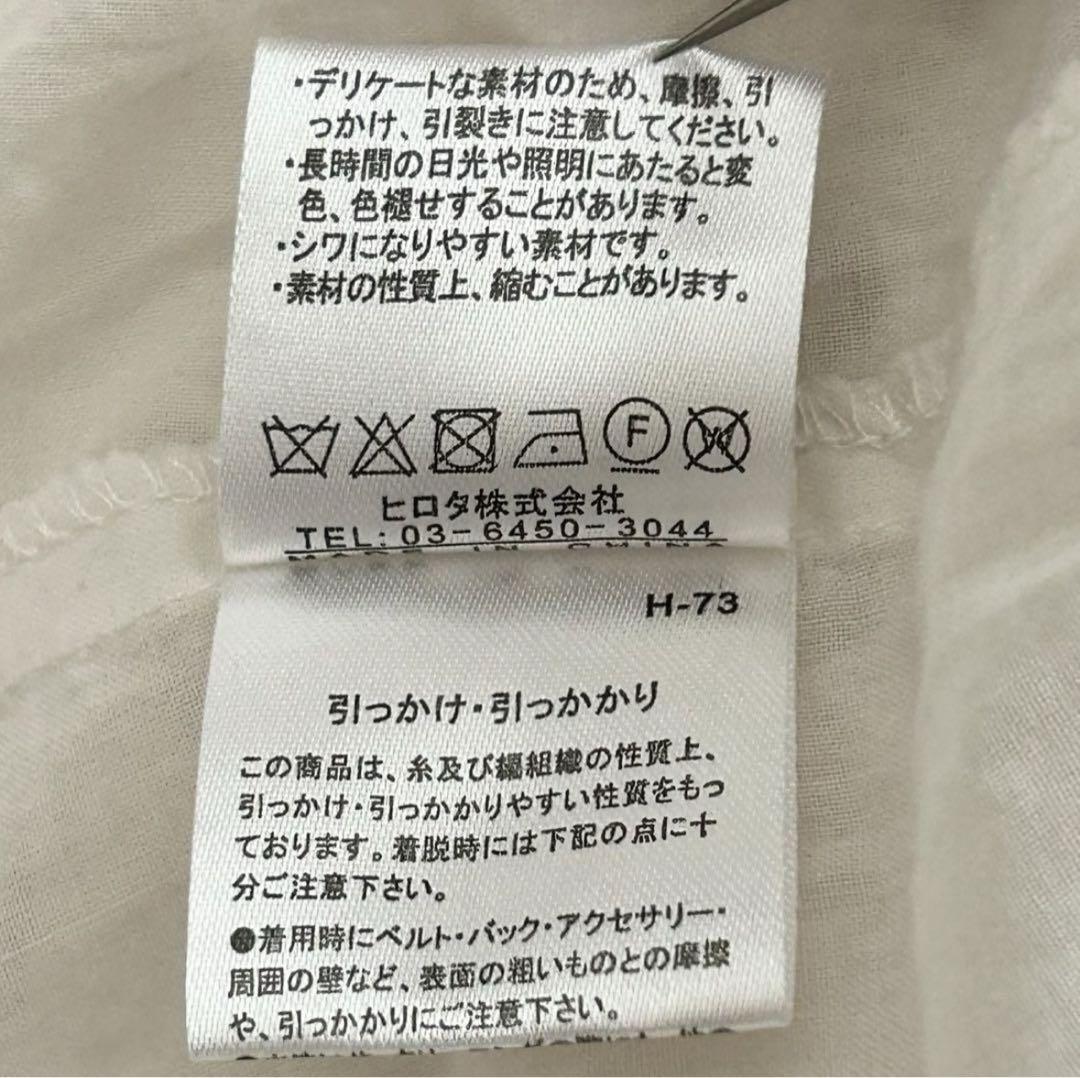 ・デリケートな素材のため、摩擦、引
っかけ、引裂きに注意してください。
・長時間の日光や照明にあたると変
色、色褪せすることがあります。
・シワになりやすい素材です。
・素材の性質上、縮むことがあります。
F W
ヒロタ株式会社
TEL:03-6450-3044
MADE IN CHINA
H-73
引っかけ・引っかかり
この商品は、糸及び編組織の性質上、
引っかけ・引っかかりやすい性質をもっ
ております。着脱時には下記の点に十
分ご注意下さい。
●着用時にベルト・バック・アクセサリー・
周囲の壁など、表面の粗いものとの摩擦
や、引っかかりにご注意下さい。